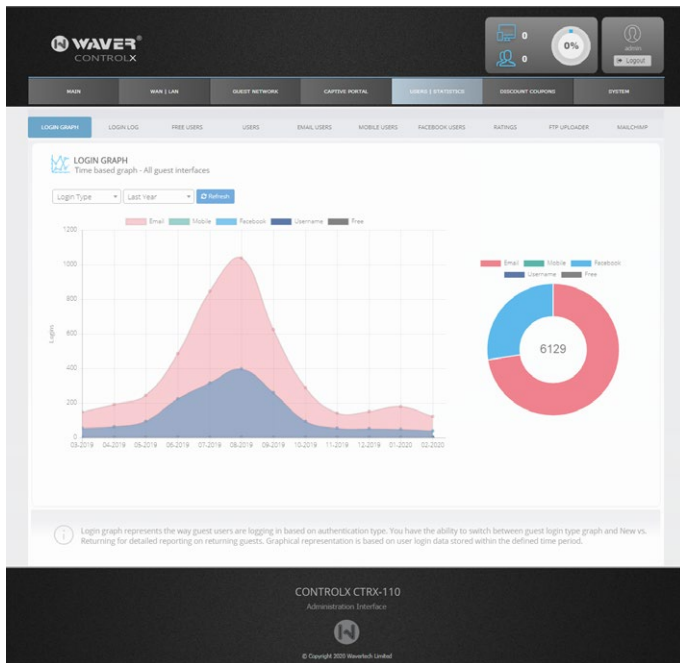 WAVER®
CONTROLX
0
0
0%
admin
Logout
MAIN
WAN | LAN
GUEST NETWORK
CAPTIVE PORTAL
USERS | STATISTICS
DISCOUNT COUPONS
SYSTEM
LOGIN GRAPH
LOGIN LOG
FREE USERS
USERS
EMAIL USERS
MOBILE USERS
FACEBOOK USERS
RATINGS
FTP UPLOADER
MAILCHIMP
LOGIN GRAPH
Time based graph - All guest interfaces
Login Type
Last Year
Refresh
Email Mobile Facebook Username Free
1200
1000
800
600
400
200
0
Logins
03-2019 04-2019 05-2019 06-2019 07-2019 08-2019 09-2019 10-2019 11-2019 12-2019 01-2020 02-2020
Email Mobile Facebook
Username Free
6129
Login graph represents the way guest users are logging in based on authentication type. You have the ability to switch between guest login type graph and New vs.
Returning for detailed reporting on returning guests. Graphical representation is based on user login data stored within the defined time period.
CONTROLX CTRX-110
Administration Interface
© Copyright 2020 Wavertech Limited